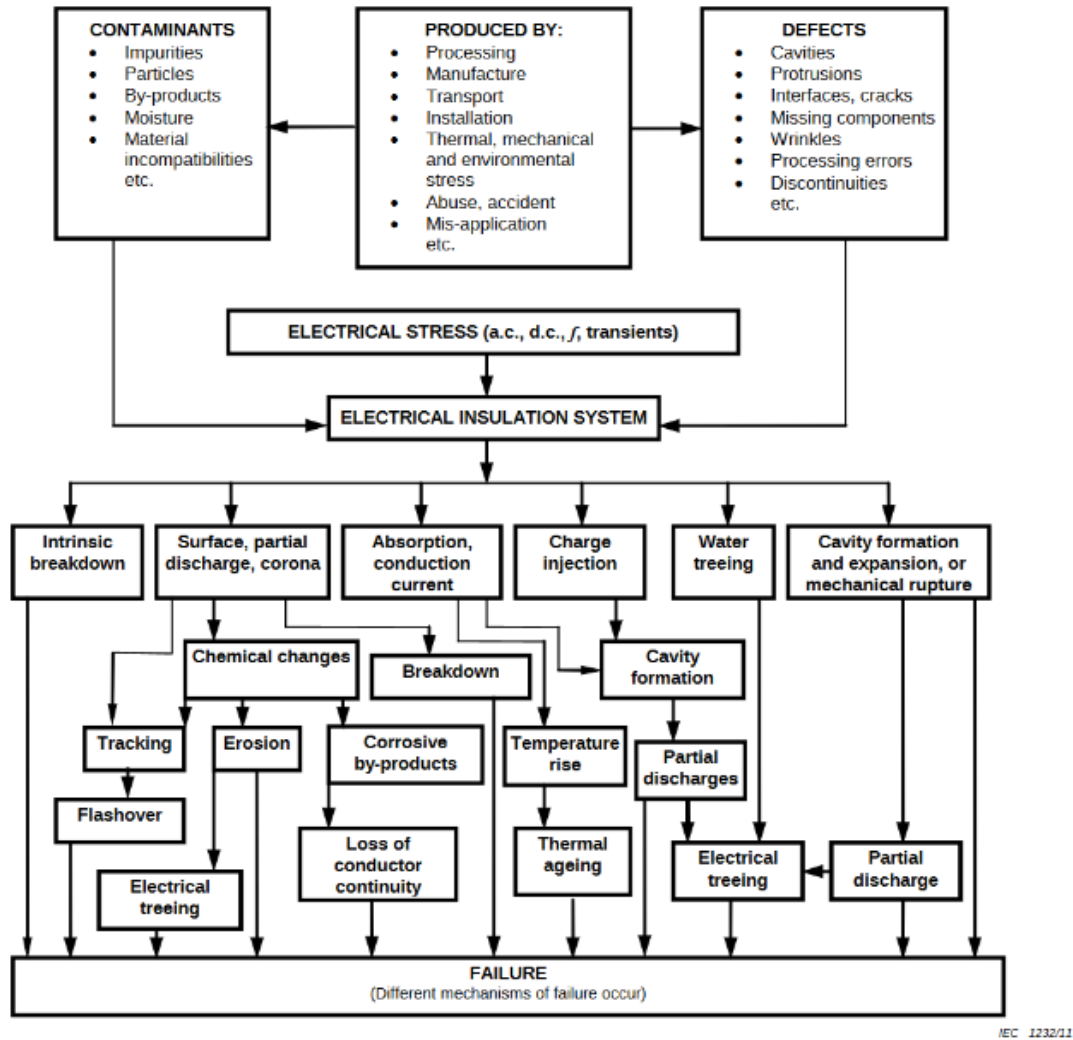 CONTAMINANTS
• Impurities
• Particles
• By-products
• Moisture
• Material
incompatibilities
etc.
PRODUCED BY:
• Processing
• Manufacture
• Transport
• Installation
• Thermal, mechanical
and environmental
stress
• Abuse, accident
• Mis-application
etc.
DEFECTS
• Cavities
• Protrusions
• Interfaces, cracks
• Missing components
• Wrinkles
• Processing errors
• Discontinuities
etc.
ELECTRICAL STRESS (a.c., d.c., f, transients)
ELECTRICAL INSULATION SYSTEM
Intrinsic
breakdown
Surface, partial
discharge, corona
Absorption,
conduction
current
Charge
injection
Water
treeing
Cavity formation
and expansion, or
mechanical rupture
Chemical changes
Breakdown
Cavity
formation
Tracking
Erosion
Corrosive
by-products
Temperature
rise
Partial
discharges
Flashover
Loss of
conductor
continuity
Thermal
ageing
Electrical
treeing
Partial
discharge
Electrical
treeing
FAILURE
(Different mechanisms of failure occur)
IEC 1232/11